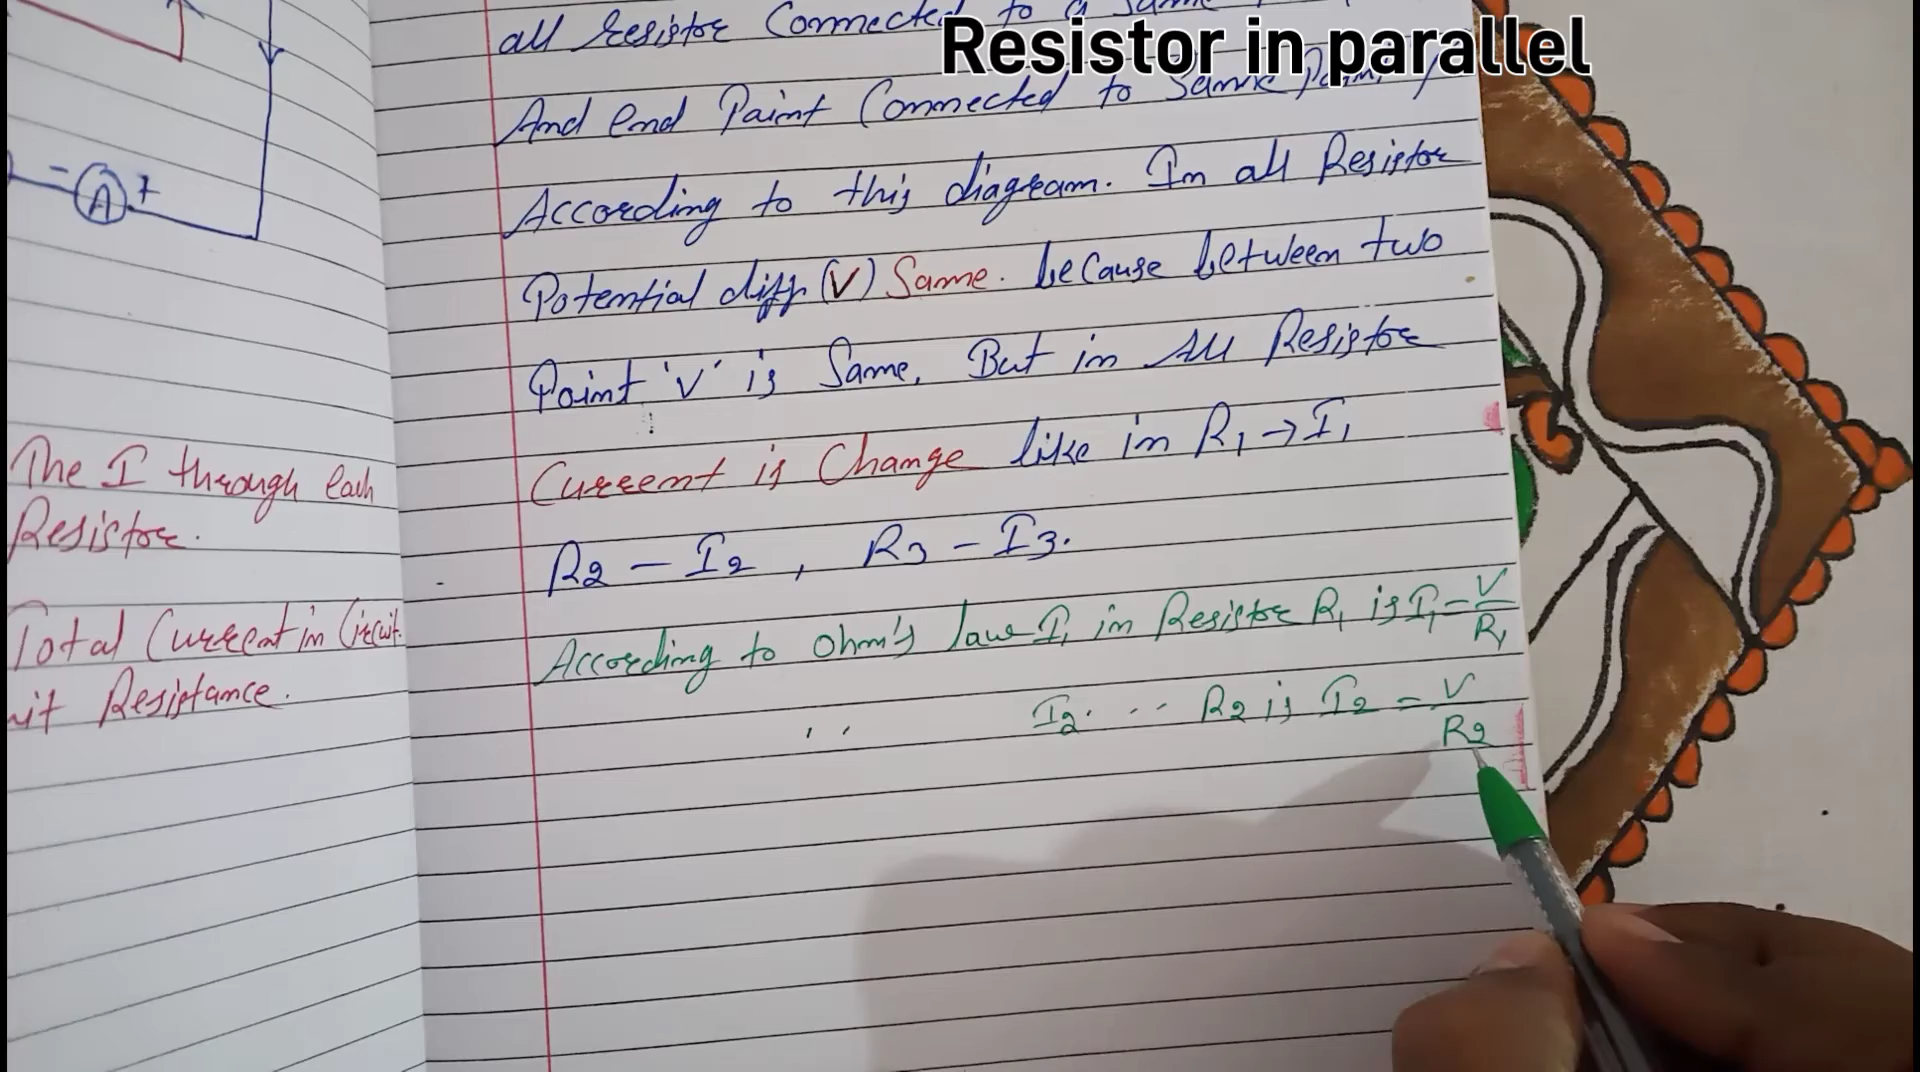 Resistor in parallel
all Resistor Connected to a Same
And end Paint Connected to Same
According to this diagram. In all Resistor
Potential diff (V) Same. because between two
Point 'V' is Same. But in All Resistor
Current is Change like in R1 → I1
R2 — I2 , R3 — I3.
According to Ohm's law I1 in Resistor R1 is I1 = V/R1
,, I2 .. .. R2 is I2 = V/R2
- A +
The I through Each
Resistor.
Total Current in Circuit.
Resistance.